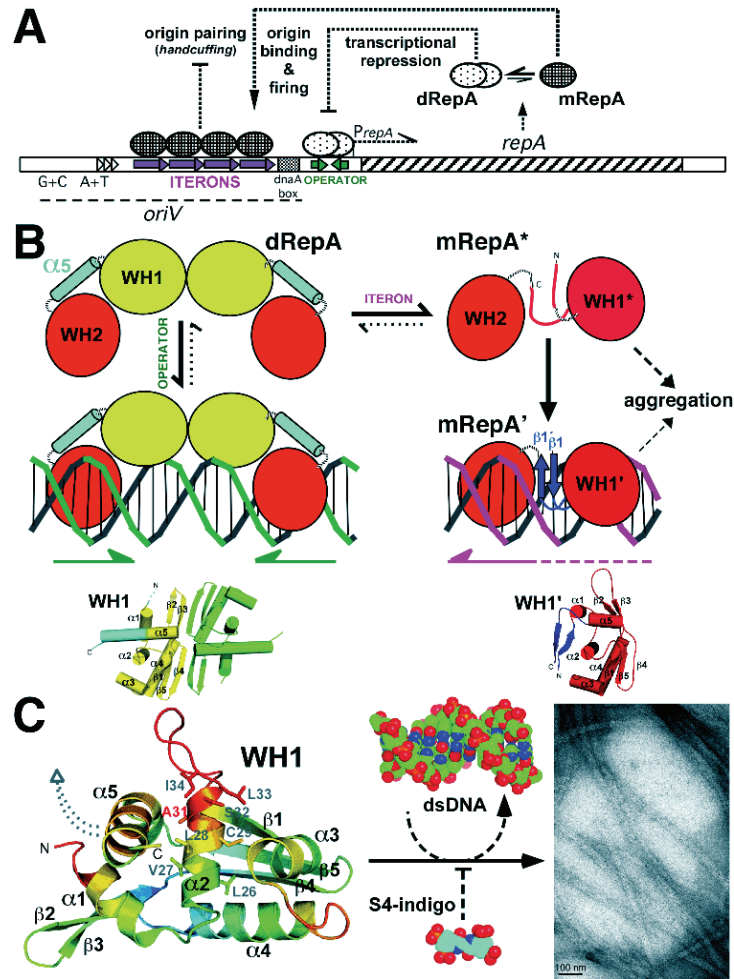 A
origin pairing
(handcuffing)
origin
binding
&
firing
transcriptional
repression
dRepA
mRepA
PrepA
repA
G+C
A+T
ITERONS
dnaA
box
OPERATOR
oriV
B
α5
WH1
dRepA
WH2
OPERATOR
ITERON
mRepA*
N
C
WH2
WH1*
aggregation
mRepA'
β1'
β1
WH1'
WH1
N
α1
β2
β3
α5
C
α2
α4
β1
β4
α3
β5
WH1'
α1
β2
β3
α5
α2
C
N
α4
β1
β5
β4
α3
C
WH1
I34
L33
α5
A31
S32
β1
N
L28
C29
α3
C
V27
β5
α1
α2
L26
β4
β2
β3
α4
dsDNA
S4-indigo
100 nm